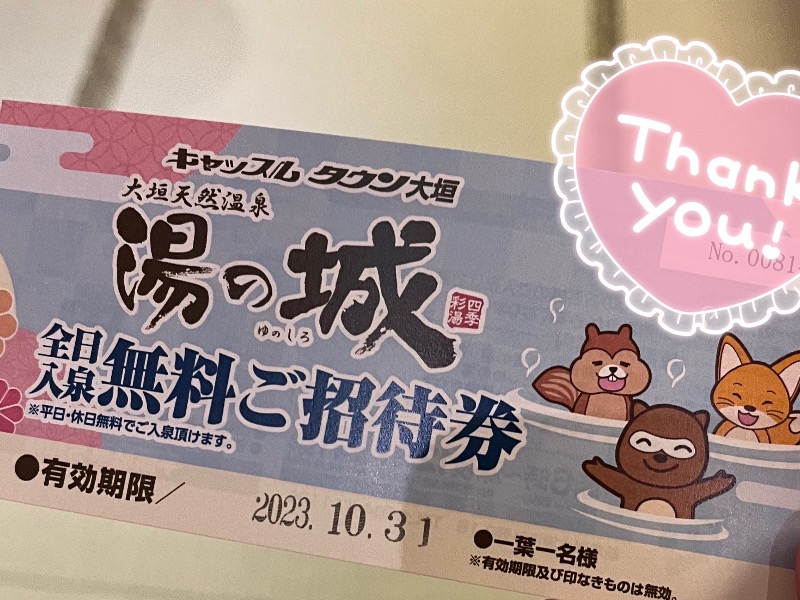 キャッスル タウン大垣
大垣天然温泉
湯の城
ゆのしろ
四季
彩湯
全日
入泉
無料ご招待券
※平日・休日無料でご入泉頂けます。
●有効期限／
2023.10.31
●一葉一名様
※有効期限及び印なきものは無効。
Thank
you!
No.0081